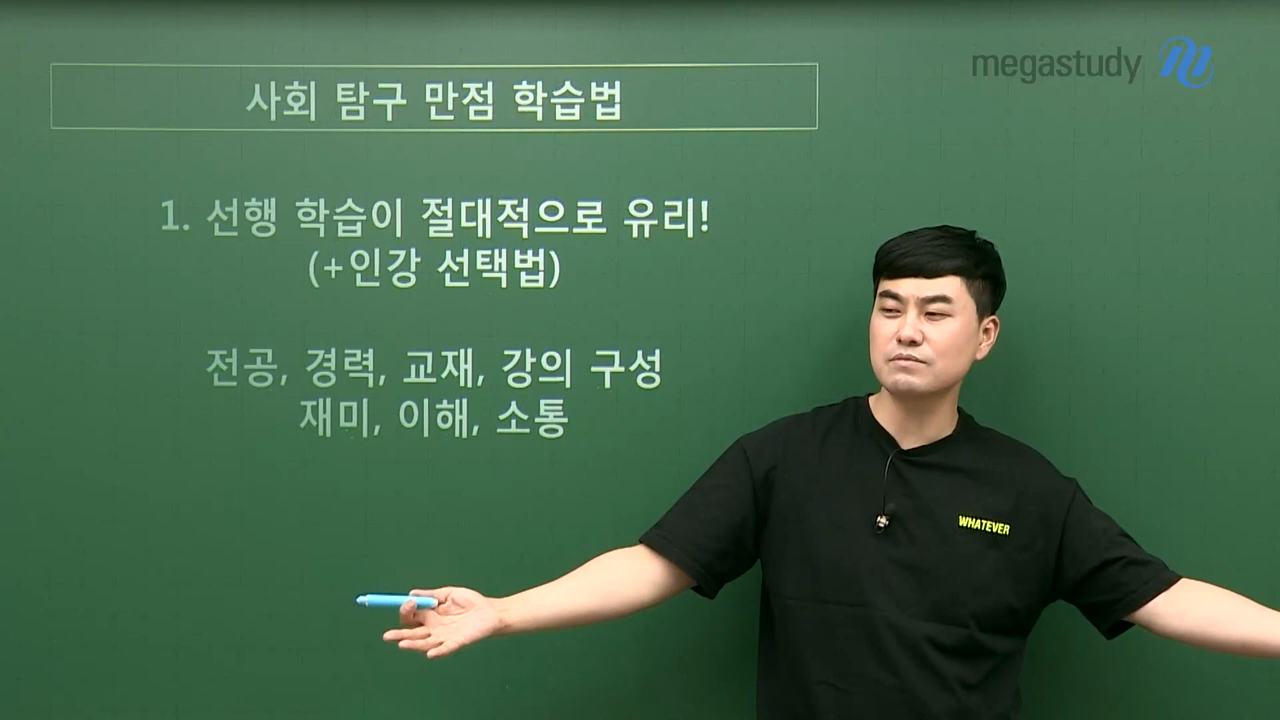 megastudy
사회 탐구 만점 학습법
1. 선행 학습이 절대적으로 유리!
(+인강 선택법)
전공, 경력, 교재, 강의 구성
재미, 이해, 소통
WHATEVER